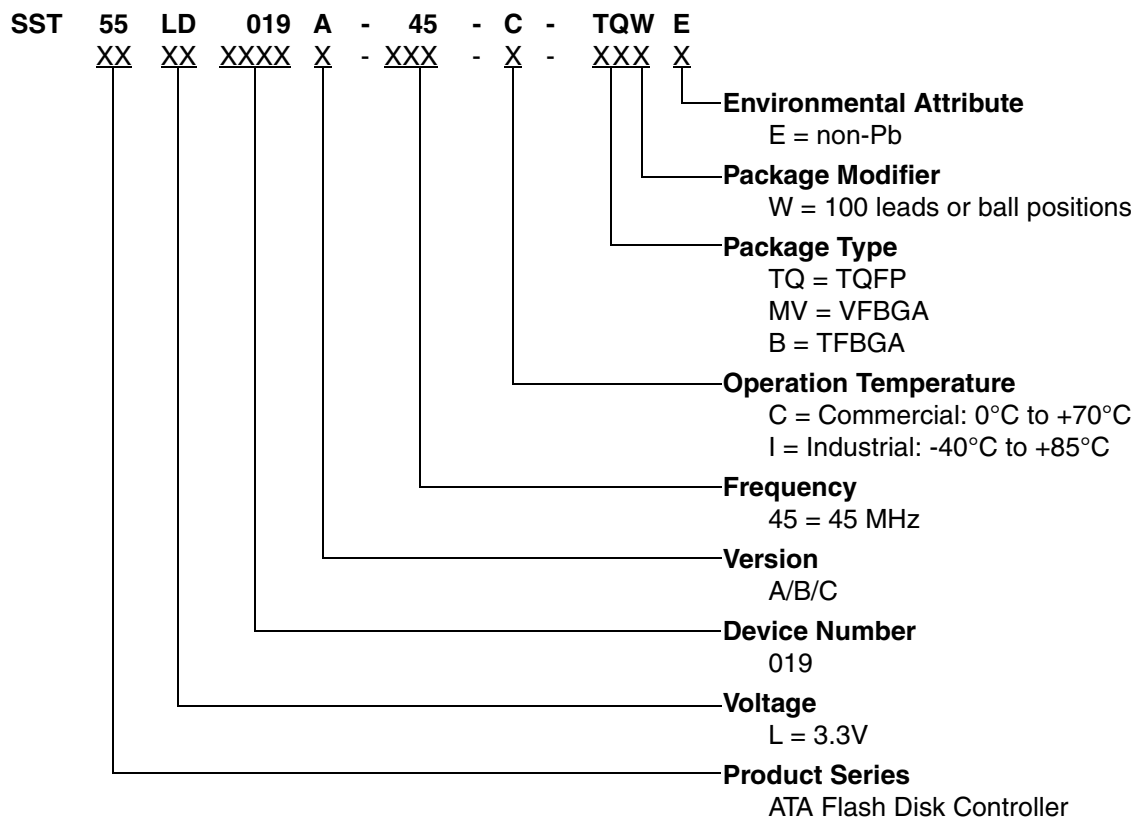 SST 55 LD 019 A - 45 - C - TQW E
XX XX XXXX X - XXX - X - XXX X
Environmental Attribute
E = non-Pb
Package Modifier
W = 100 leads or ball positions
Package Type
TQ = TQFP
MV = VFBGA
B = TFBGA
Operation Temperature
C = Commercial: 0°C to +70°C
I = Industrial: -40°C to +85°C
Frequency
45 = 45 MHz
Version
A/B/C
Device Number
019
Voltage
L = 3.3V
Product Series
ATA Flash Disk Controller